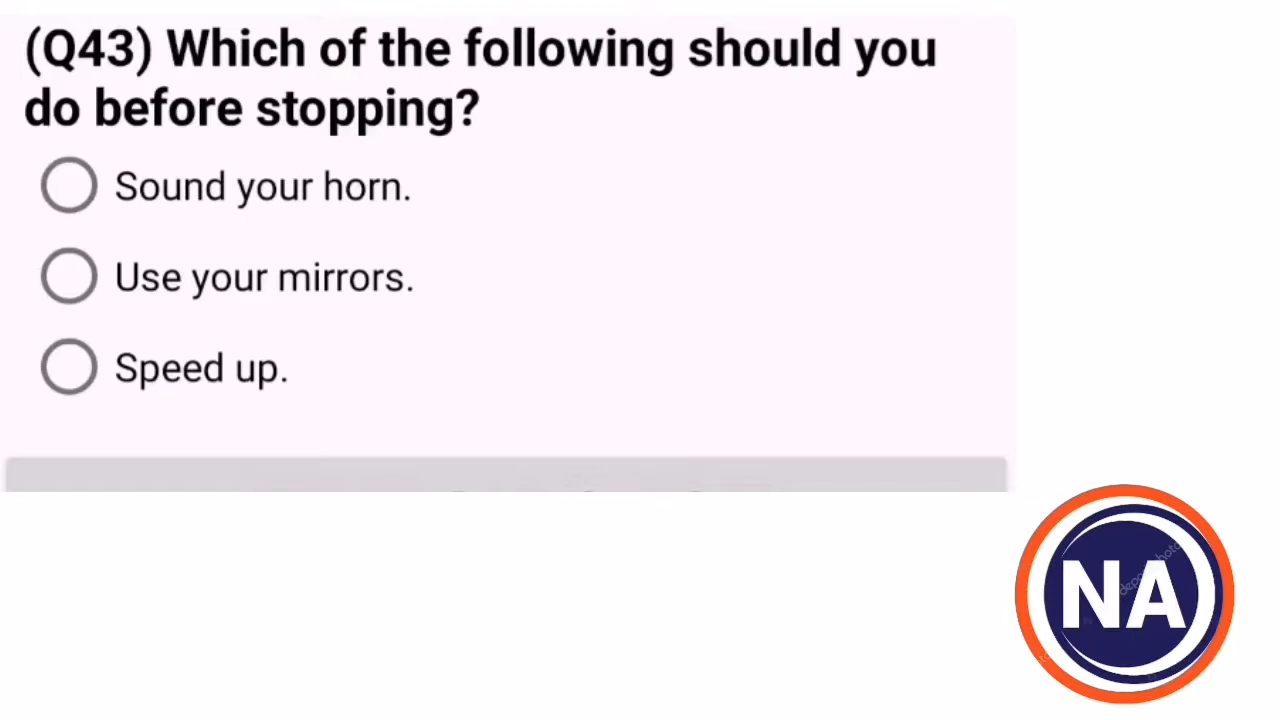 (Q43) Which of the following should you
do before stopping?
Sound your horn.
Use your mirrors.
Speed up.
NA